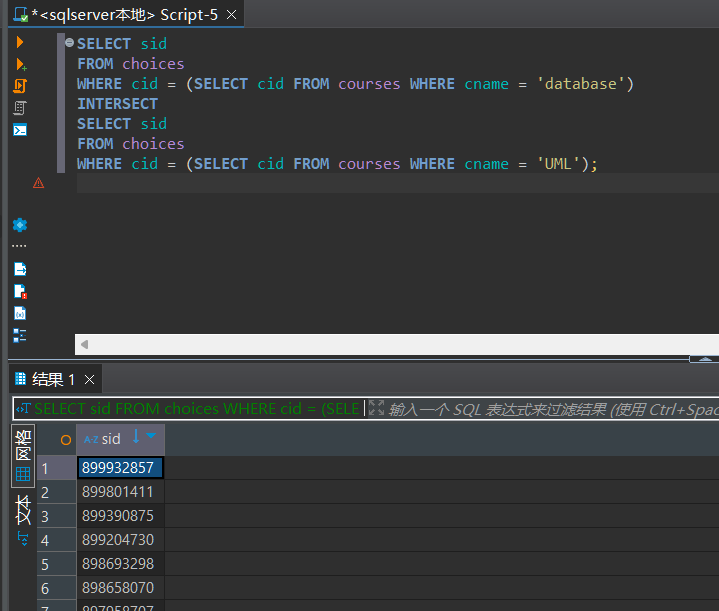 *<sqlserver本地> Script-5
SELECT sid
FROM choices
WHERE cid = (SELECT cid FROM courses WHERE cname = 'database')
INTERSECT
SELECT sid
FROM choices
WHERE cid = (SELECT cid FROM courses WHERE cname = 'UML');
结果 1
SELECT sid FROM choices WHERE cid = (SELE
输入一个 SQL 表达式来过滤结果 (使用 Ctrl+Spac
网格
文本
A-Z sid
1 899932857
2 899801411
3 899390875
4 899204730
5 898693298
6 898658070